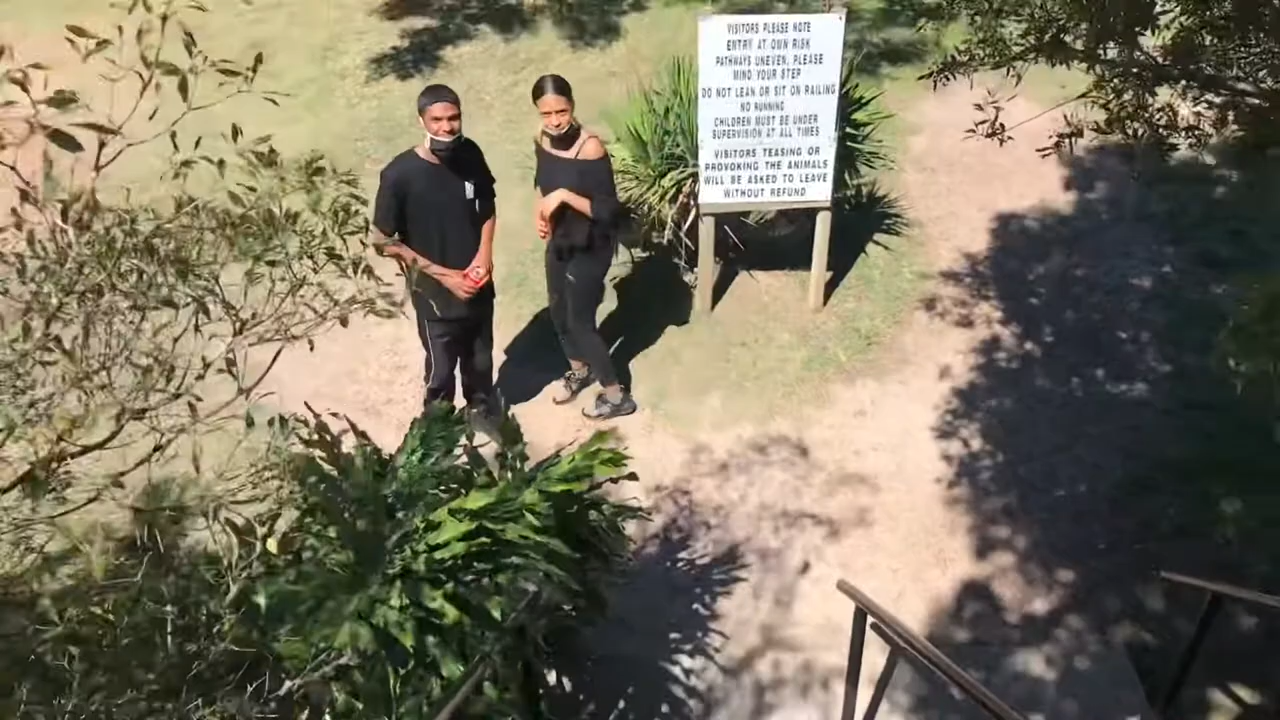 VISITORS PLEASE NOTE
ENTRY AT OWN RISK
PATHWAYS UNEVEN, PLEASE
MIND YOUR STEP
DO NOT LEAN OR SIT ON RAILING
NO RUNNING
CHILDREN MUST BE UNDER
SUPERVISION AT ALL TIMES
VISITORS TEASING OR
PROVOKING THE ANIMALS
WILL BE ASKED TO LEAVE
WITHOUT REFUND